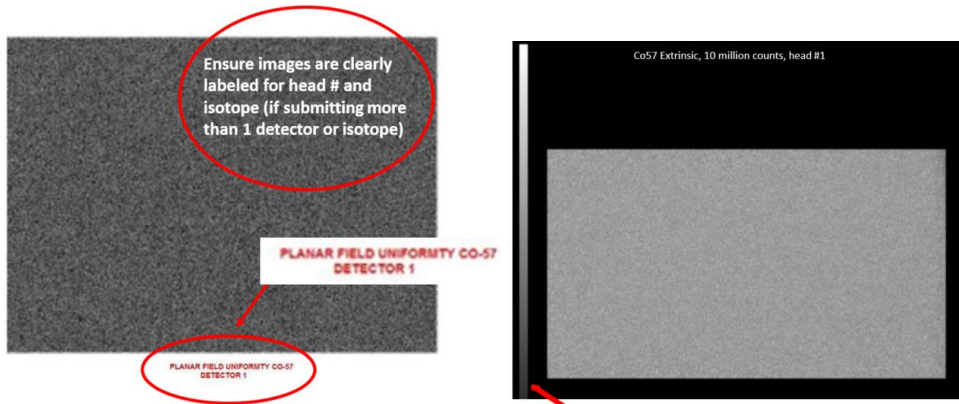 Ensure images are clearly
labeled for head # and
isotope (if submitting more
than 1 detector or isotope)
PLANAR FIELD UNIFORMTY CO-57
DETECTOR 1
PLANAR FIELD UNIFORMTY CO-57
DETECTOR 1
Co57 Extrinsic, 10 million counts, head #1